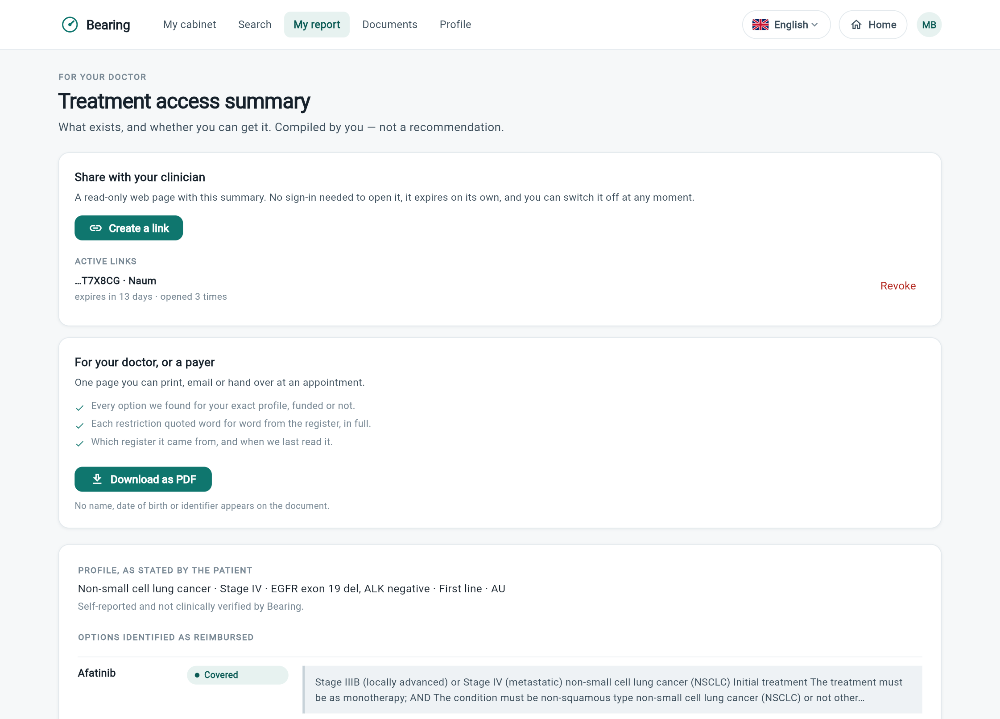 Bearing
My cabinet
Search
My report
Documents
Profile
English
Home
MB
FOR YOUR DOCTOR
Treatment access summary
What exists, and whether you can get it. Compiled by you — not a recommendation.
Share with your clinician
A read-only web page with this summary. No sign-in needed to open it, it expires on its own, and you can switch it off at any moment.
Create a link
ACTIVE LINKS
…T7X8CG · Naum
expires in 13 days · opened 3 times
Revoke
For your doctor, or a payer
One page you can print, email or hand over at an appointment.
Every option we found for your exact profile, funded or not.
Each restriction quoted word for word from the register, in full.
Which register it came from, and when we last read it.
Download as PDF
No name, date of birth or identifier appears on the document.
PROFILE, AS STATED BY THE PATIENT
Non-small cell lung cancer · Stage IV · EGFR exon 19 del, ALK negative · First line · AU
Self-reported and not clinically verified by Bearing.
OPTIONS IDENTIFIED AS REIMBURSED
Afatinib
Covered
Stage IIIB (locally advanced) or Stage IV (metastatic) non-small cell lung cancer (NSCLC) Initial treatment The treatment must
be as monotherapy; AND The condition must be non-squamous type non-small cell lung cancer (NSCLC) or not other…